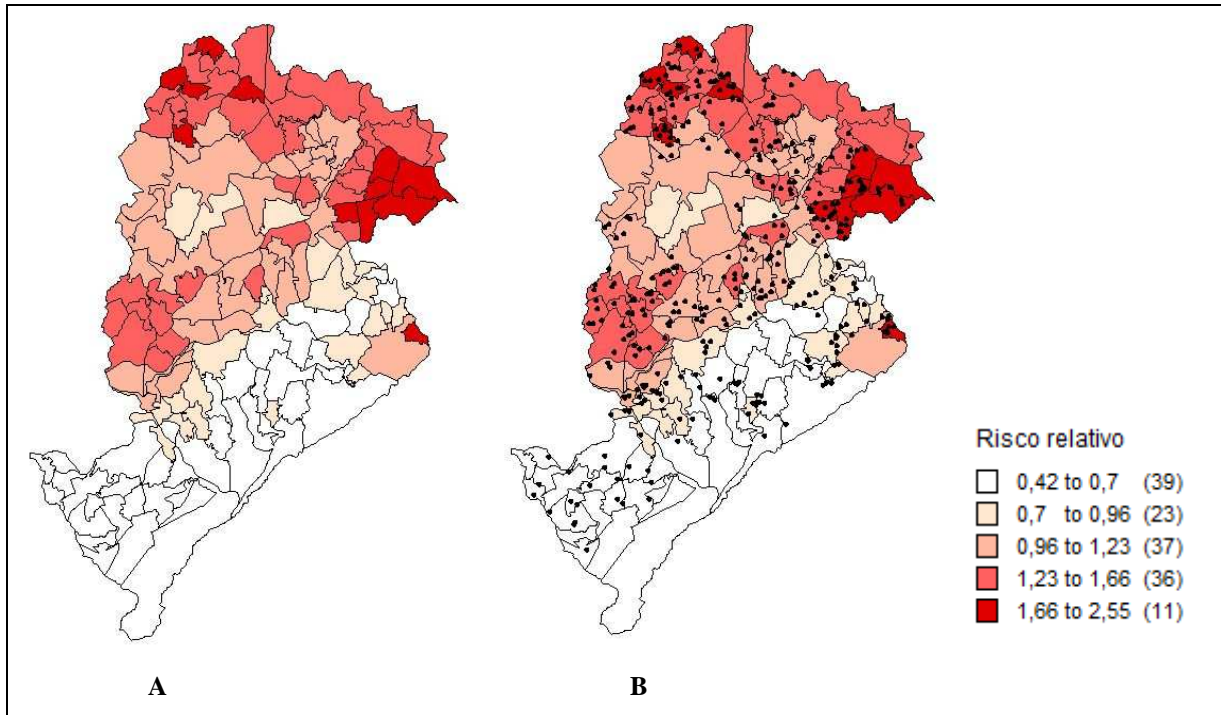 Risco relativo
0,42 to 0,7 (39)
0,7 to 0,96 (23)
0,96 to 1,23 (37)
1,23 to 1,66 (36)
1,66 to 2,55 (11)
A B